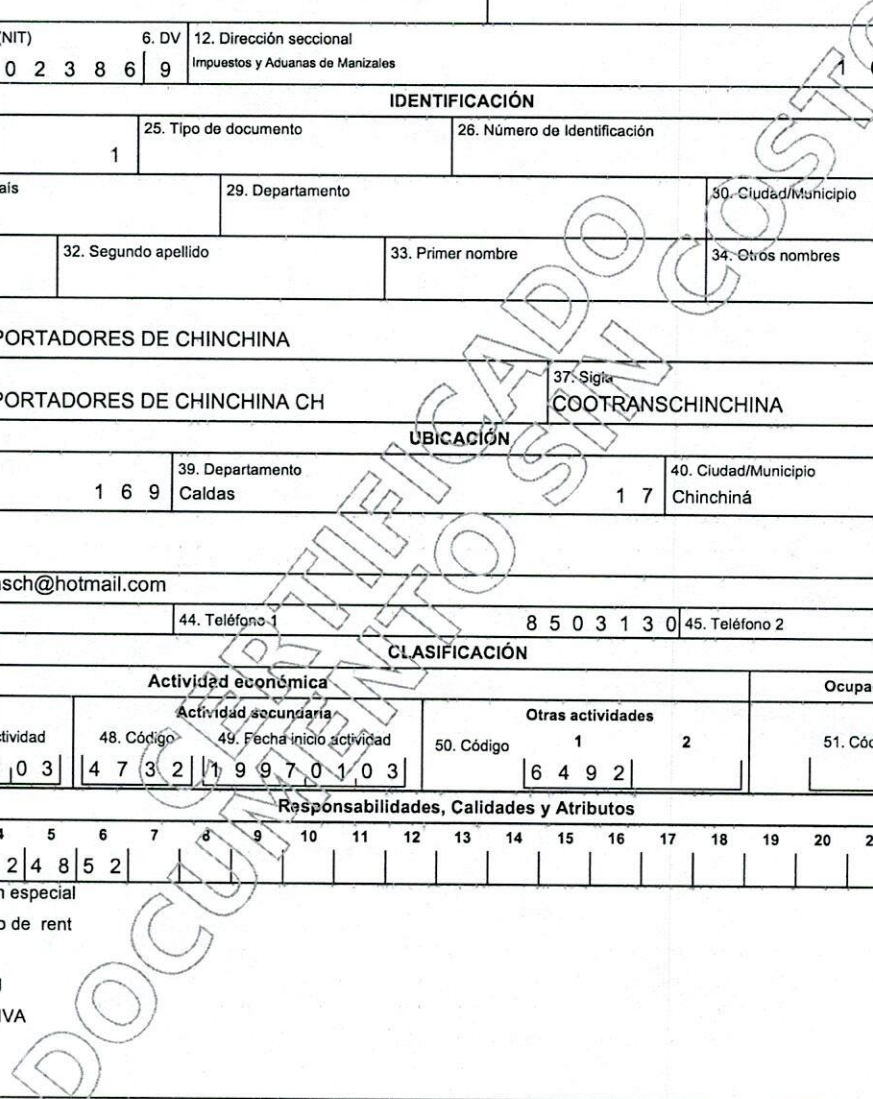 (NIT) 6. DV 12. Dirección seccional
0 2 3 8 6 9 Impuestos y Aduanas de Manizales 1
IDENTIFICACIÓN
25. Tipo de documento 26. Número de Identificación
1
aís 29. Departamento 30. Ciudad/Municipio
32. Segundo apellido 33. Primer nombre 34. Otros nombres
PORTADORES DE CHINCHINA
37. Sigla
PORTADORES DE CHINCHINA CH COOTRANSCHINCHINA
UBICACIÓN
39. Departamento 40. Ciudad/Municipio
1 6 9 Caldas 1 7 Chinchiná
sch@hotmail.com
44. Teléfono 1 8 5 0 3 1 3 0 45. Teléfono 2
CLASIFICACIÓN
Actividad económica Ocupa
Actividad secundaria Otras actividades
tividad 48. Código 49. Fecha inicio actividad 50. Código 1 2 51. Cód
0 3 4 7 3 2 1 9 9 7 0 1 0 3 6 4 9 2
Responsabilidades, Calidades y Atributos
4 5 6 7 8 9 10 11 12 13 14 15 16 17 18 19 20 2
2 4 8 5 2
n especial
o de rent
IVA
CERTIFICADO
DOCUMENTO SIN COSTO